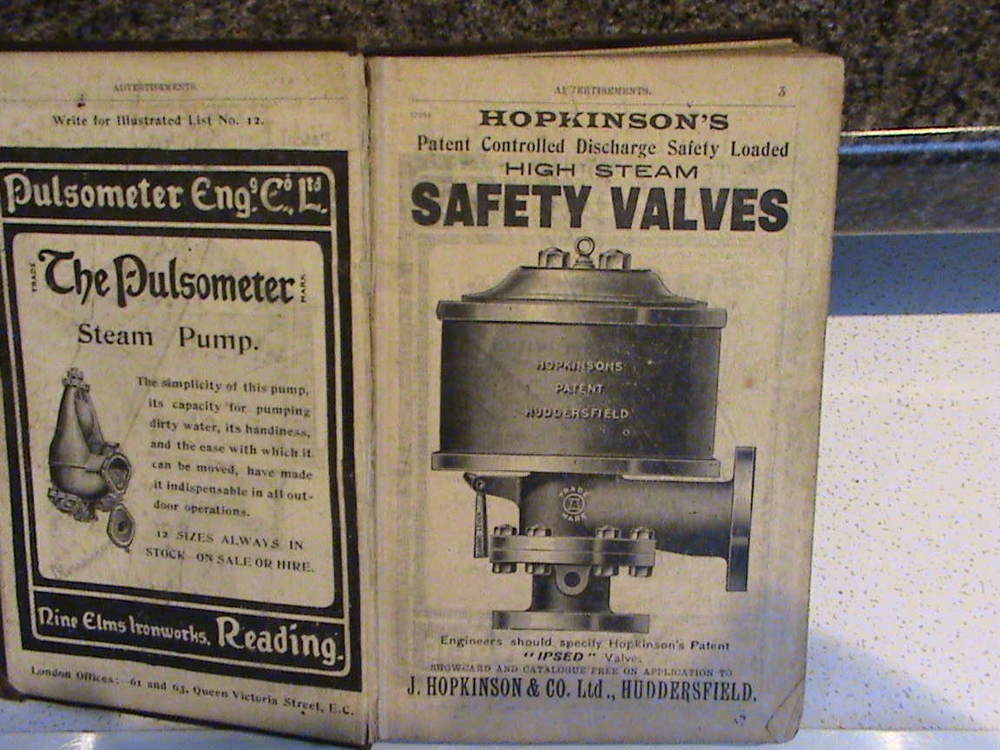 ADVERTISEMENTS.
Write for Illustrated List No. 12.
Pulsometer Eng.g Co. Ltd.
TRADE
The Pulsometer
MARK
Steam Pump.
The simplicity of this pump,
its capacity for pumping
dirty water, its handiness,
and the ease with which it
can be moved, have made
it indispensable in all out-
door operations.
12 SIZES ALWAYS IN
STOCK ON SALE OR HIRE.
Nine Elms Ironworks, Reading.
London Offices:- 61 and 63, Queen Victoria Street, E.C.
ADVERTISEMENTS. 3
HOPKINSON'S
Patent Controlled Discharge Safety Loaded
HIGH STEAM
SAFETY VALVES
HOPKINSONS
PATENT
HUDDERSFIELD
TRADE
MARK
Engineers should specify Hopkinson's Patent
"IPSED" Valve.
SHOWCARD AND CATALOGUE FREE ON APPLICATION TO
J. HOPKINSON & CO. Ltd., HUDDERSFIELD.